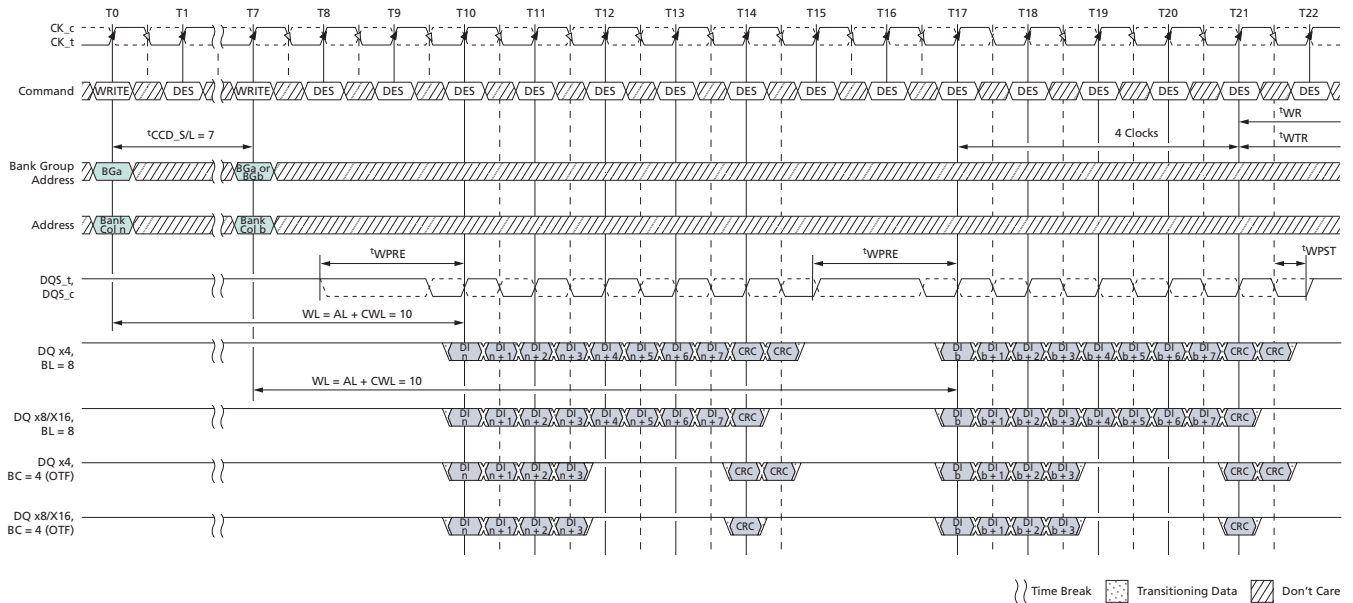 T0 T1 T7 T8 T9 T10 T11 T12 T13 T14 T15 T16 T17 T18 T19 T20 T21 T22
CK_c
CK_t
Command WRITE DES WRITE DES DES DES DES DES DES DES DES DES DES DES DES DES DES DES
tWR
tCCD_S/L = 7
4 Clocks
tWTR
Bank Group
Address
BGa
BGa or
BGb
Address
Bank
Col n
Bank
Col b
tWPRE tWPRE tWPST
DQS_t,
DQS_c
WL = AL + CWL = 10
DQ x4,
BL = 8
DI n DI n + 1 DI n + 2 DI n + 3 DI n + 4 DI n + 5 DI n + 6 DI n + 7 CRC CRC DI b DI b + 1 DI b + 2 DI b + 3 DI b + 4 DI b + 5 DI b + 6 DI b + 7 CRC CRC
WL = AL + CWL = 10
DQ x8/X16,
BL = 8
DI n DI n + 1 DI n + 2 DI n + 3 DI n + 4 DI n + 5 DI n + 6 DI n + 7 CRC DI b DI b + 1 DI b + 2 DI b + 3 DI b + 4 DI b + 5 DI b + 6 DI b + 7 CRC
DQ x4,
BC = 4 (OTF)
DI n DI n + 1 DI n + 2 DI n + 3 CRC CRC DI b DI b + 1 DI b + 2 DI b + 3 CRC CRC
DQ x8/X16,
BC = 4 (OTF)
DI n DI n + 1 DI n + 2 DI n + 3 CRC DI b DI b + 1 DI b + 2 DI b + 3 CRC
Time Break Transitioning Data Don't Care